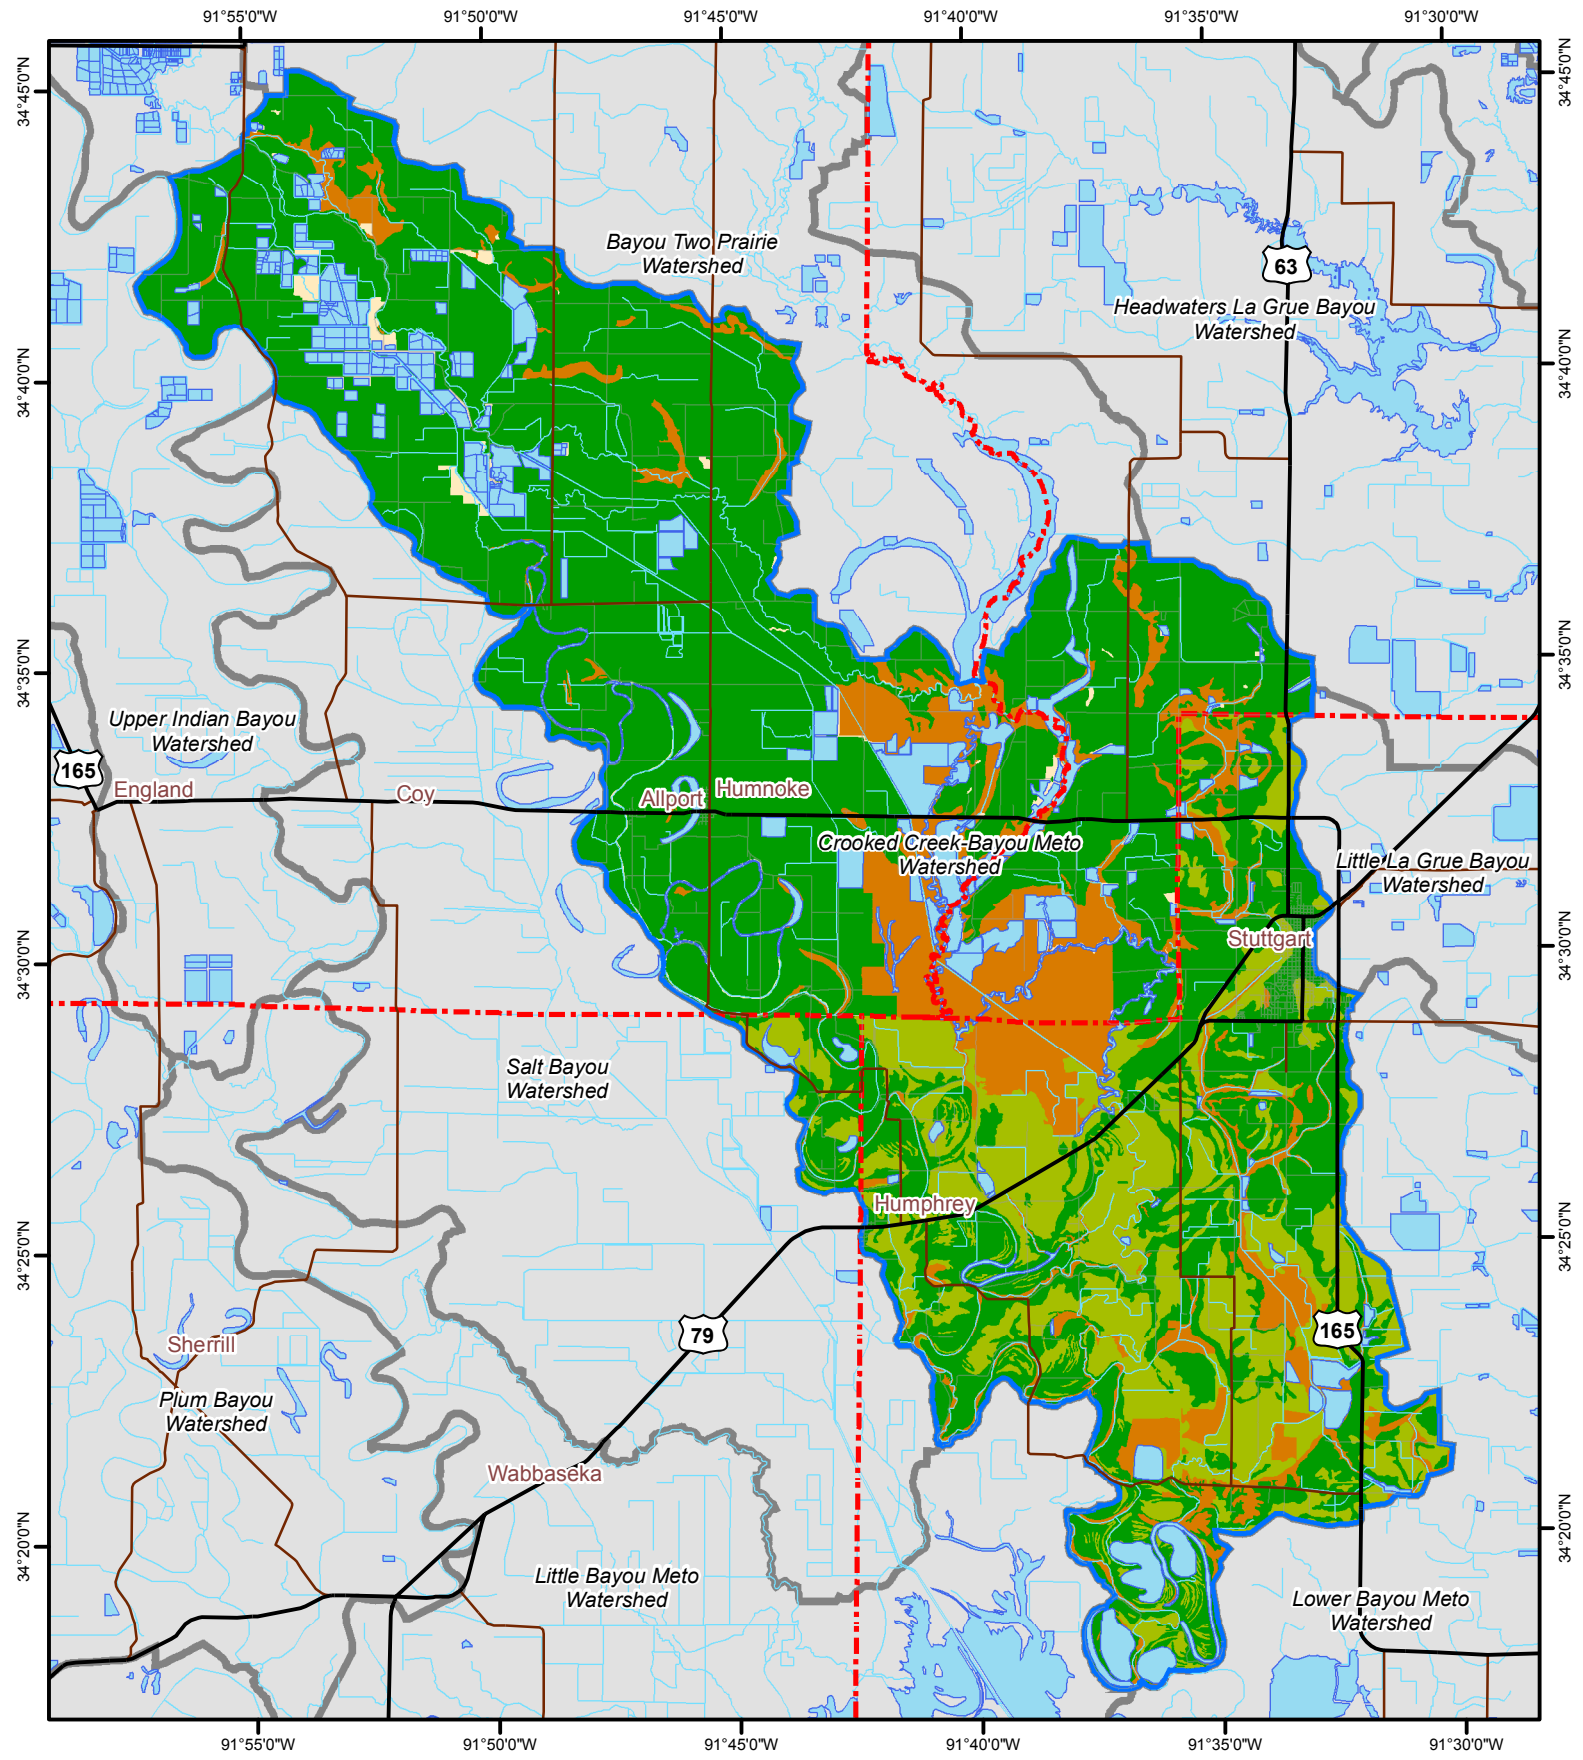 91°55'0"W
91°50'0"W
91°45'0"W
91°40'0"W
91°35'0"W
91°30'0"W
34°45'0"N
34°45'0"N
Bayou Two Prairie
Watershed
63
Headwaters La Grue Bayou
Watershed
34°40'0"N
34°40'0"N
34°35'0"N
34°35'0"N
Upper Indian Bayou
Watershed
165
England
Coy
Allport
Humnoke
Crooked Creek-Bayou Meto
Watershed
Little La Grue Bayou
Watershed
Stuttgart
34°30'0"N
34°30'0"N
Salt Bayou
Watershed
Humphrey
34°25'0"N
34°25'0"N
79
165
Sherrill
Plum Bayou
Watershed
Wabbaseka
34°20'0"N
34°20'0"N
Little Bayou Meto
Watershed
Lower Bayou Meto
Watershed
91°55'0"W
91°50'0"W
91°45'0"W
91°40'0"W
91°35'0"W
91°30'0"W